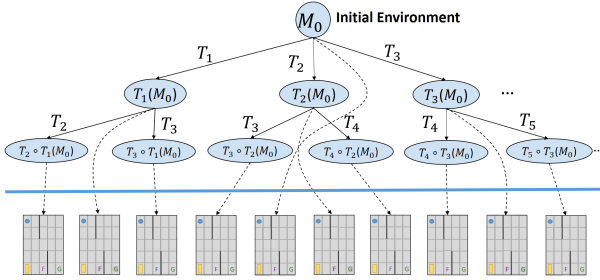 M₀ Initial Environment
T₁ T₂ T₃
T₁(M₀) T₂(M₀) T₃(M₀) ...
T₂ T₃ T₃ T₄ T₄ T₅
T₂ ∘ T₁(M₀) T₃ ∘ T₁(M₀) T₃ ∘ T₂(M₀) T₄ ∘ T₂(M₀) T₄ ∘ T₃(M₀) T₅ ∘ T₃(M₀) ...
F G F G F G F G F G F G F G F G F G